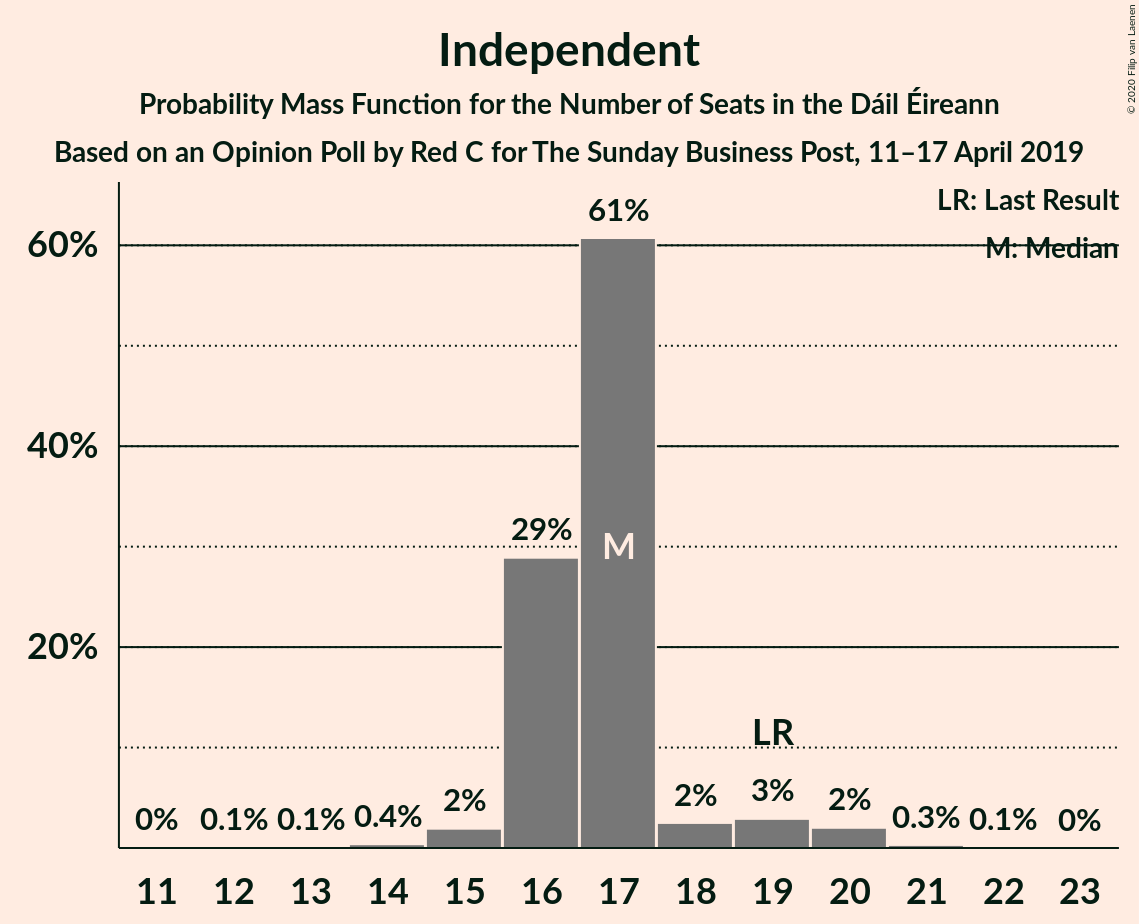 Independent
Probability Mass Function for the Number of Seats in the Dáil Éireann
Based on an Opinion Poll by Red C for The Sunday Business Post, 11–17 April 2019
© 2020 Filip van Laenen
LR: Last Result
M: Median
60%
40%
20%
0%
0.1%
0.1%
0.4%
2%
29%
61%
M
2%
LR
3%
2%
0.3%
0.1%
0%
11 12 13 14 15 16 17 18 19 20 21 22 23